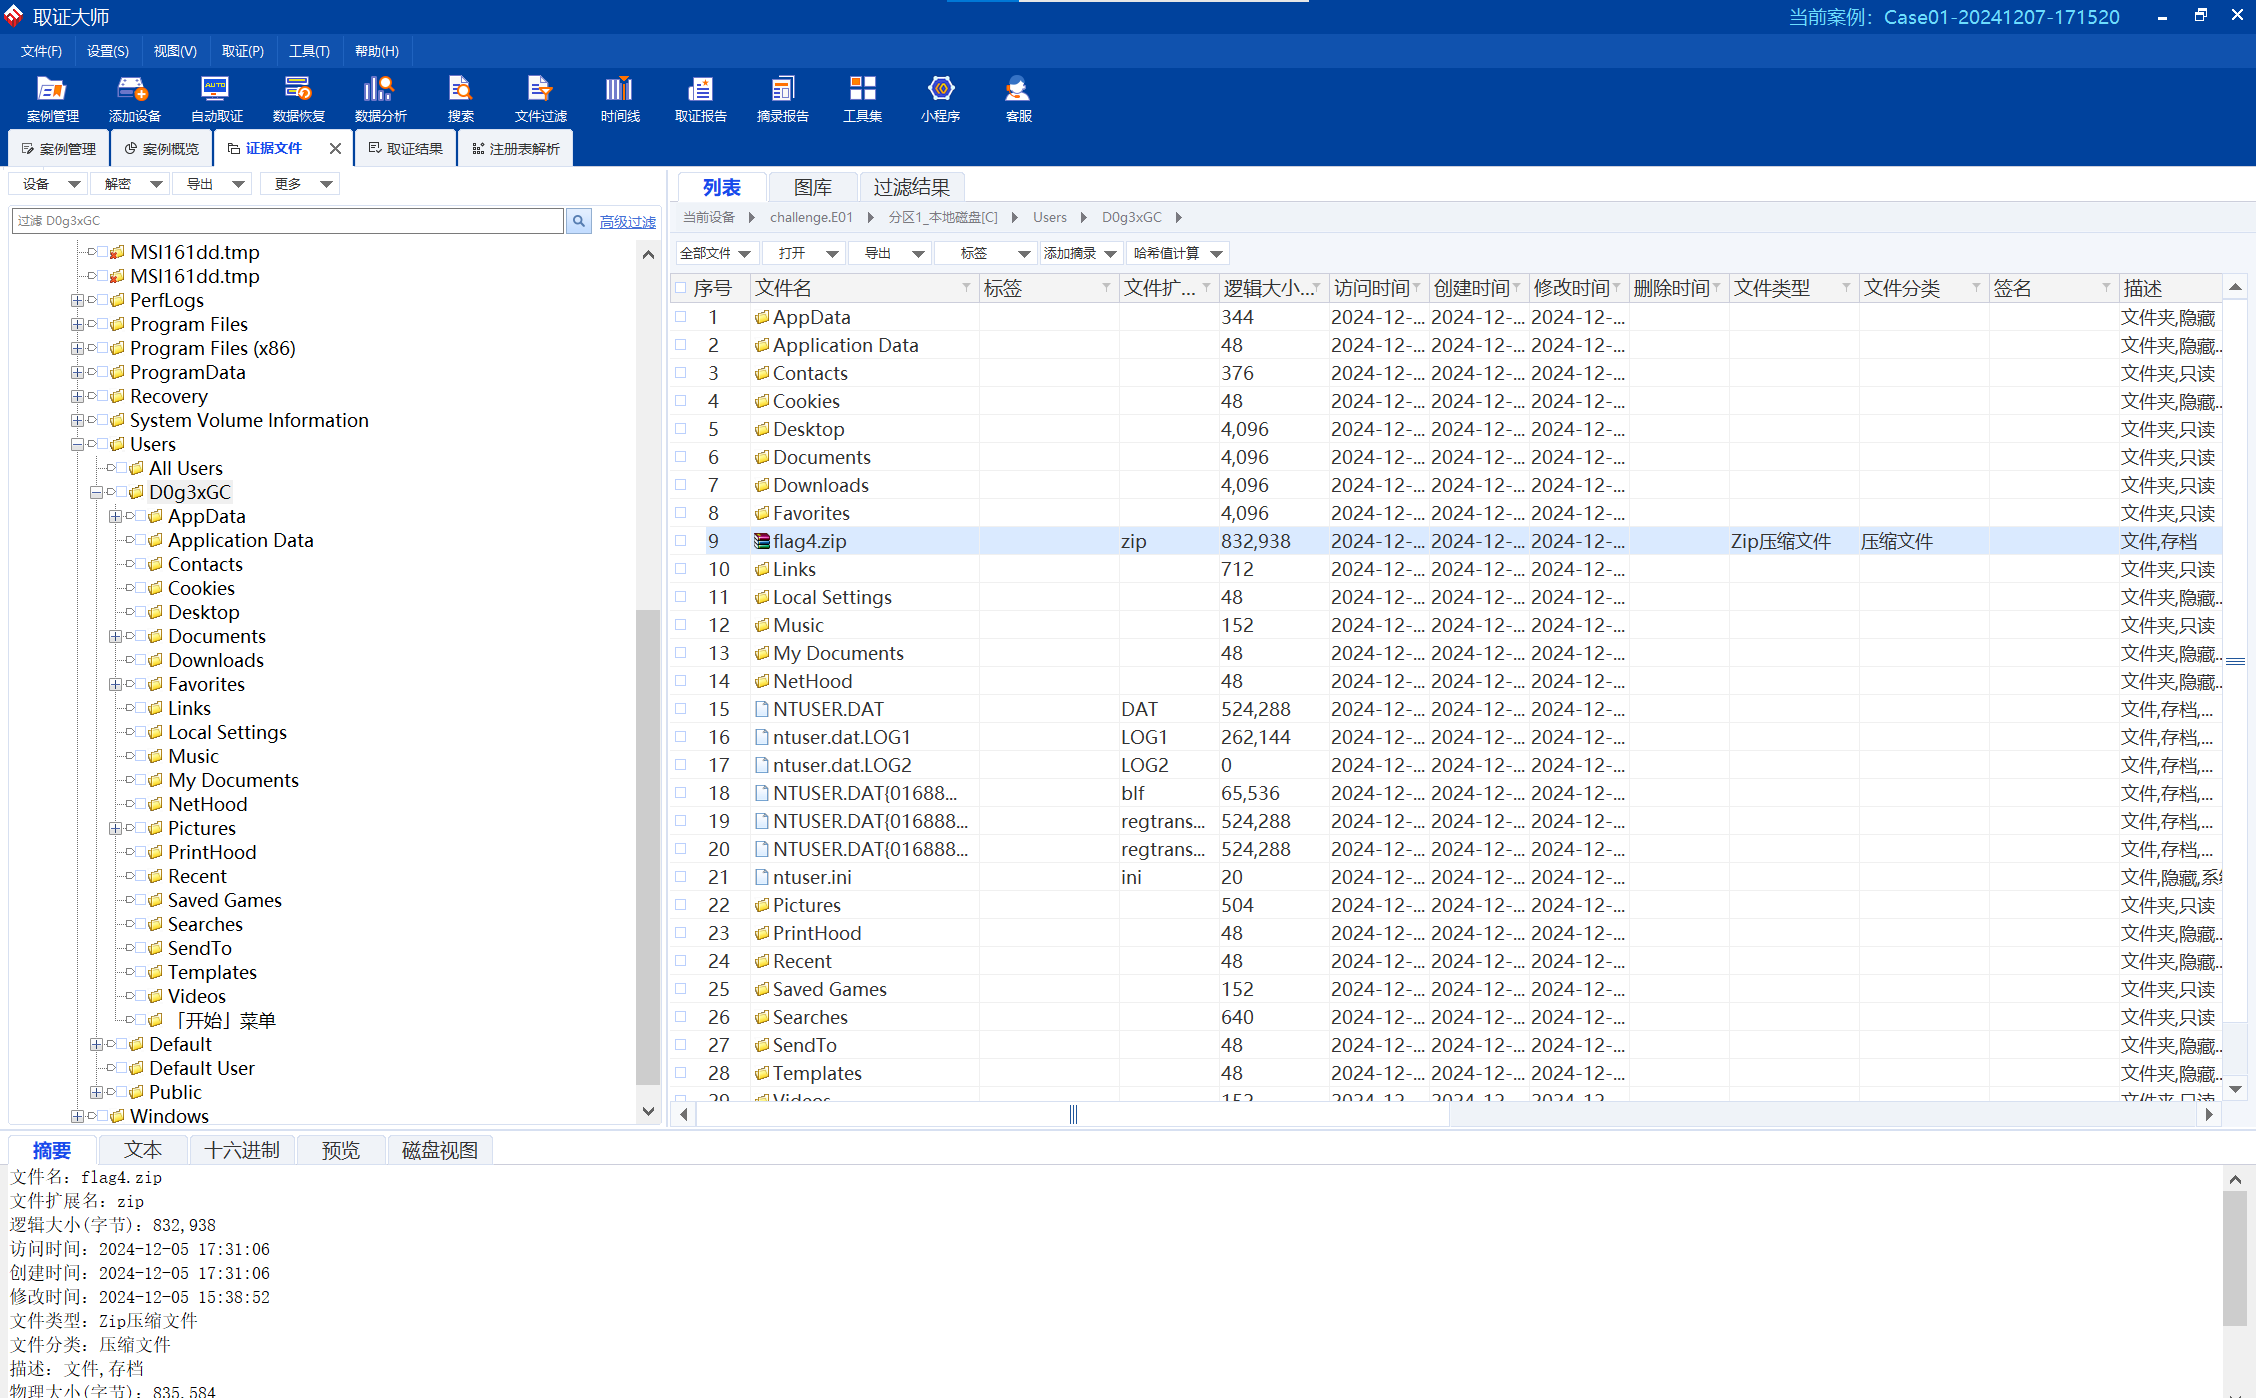 取证大师
当前案例：Case01-20241207-171520
文件(F) 设置(S) 视图(V) 取证(P) 工具(T) 帮助(H)
案例管理 添加设备 自动取证 数据恢复 数据分析 搜索 文件过滤 时间线 取证报告 摘录报告 工具集 小程序 客服
案例管理 案例概览 证据文件 取证结果 注册表解析
设备 解密 导出 更多
过滤 D0g3xGC 高级过滤
MSI161dd.tmp
MSI161dd.tmp
PerfLogs
Program Files
Program Files (x86)
ProgramData
Recovery
System Volume Information
Users
All Users
D0g3xGC
AppData
Application Data
Contacts
Cookies
Desktop
Documents
Downloads
Favorites
Links
Local Settings
Music
My Documents
NetHood
Pictures
PrintHood
Recent
Saved Games
Searches
SendTo
Templates
Videos
「开始」菜单
Default
Default User
Public
Windows
列表 图库 过滤结果
当前设备 challenge.E01 分区1_本地磁盘[C] Users D0g3xGC
全部文件 打开 导出 标签 添加摘录 哈希值计算
序号 文件名 标签 文件扩... 逻辑大小... 访问时间 创建时间 修改时间 删除时间 文件类型 文件分类 签名 描述
1 AppData 344 2024-12-... 2024-12-... 2024-12-... 文件夹,隐藏
2 Application Data 48 2024-12-... 2024-12-... 2024-12-... 文件夹,隐藏..
3 Contacts 376 2024-12-... 2024-12-... 2024-12-... 文件夹,只读
4 Cookies 48 2024-12-... 2024-12-... 2024-12-... 文件夹,隐藏..
5 Desktop 4,096 2024-12-... 2024-12-... 2024-12-... 文件夹,只读
6 Documents 4,096 2024-12-... 2024-12-... 2024-12-... 文件夹,只读
7 Downloads 4,096 2024-12-... 2024-12-... 2024-12-... 文件夹,只读
8 Favorites 4,096 2024-12-... 2024-12-... 2024-12-... 文件夹,只读
9 flag4.zip zip 832,938 2024-12-... 2024-12-... 2024-12-... Zip压缩文件 压缩文件 文件,存档
10 Links 712 2024-12-... 2024-12-... 2024-12-... 文件夹,只读
11 Local Settings 48 2024-12-... 2024-12-... 2024-12-... 文件夹,隐藏..
12 Music 152 2024-12-... 2024-12-... 2024-12-... 文件夹,只读
13 My Documents 48 2024-12-... 2024-12-... 2024-12-... 文件夹,隐藏..
14 NetHood 48 2024-12-... 2024-12-... 2024-12-... 文件夹,隐藏..
15 NTUSER.DAT DAT 524,288 2024-12-... 2024-12-... 2024-12-... 文件,存档,...
16 ntuser.dat.LOG1 LOG1 262,144 2024-12-... 2024-12-... 2024-12-... 文件,存档,...
17 ntuser.dat.LOG2 LOG2 0 2024-12-... 2024-12-... 2024-12-... 文件,存档,...
18 NTUSER.DAT{01688... blf 65,536 2024-12-... 2024-12-... 2024-12-... 文件,存档,...
19 NTUSER.DAT{016888... regtrans... 524,288 2024-12-... 2024-12-... 2024-12-... 文件,存档,...
20 NTUSER.DAT{016888... regtrans... 524,288 2024-12-... 2024-12-... 2024-12-... 文件,存档,...
21 ntuser.ini ini 20 2024-12-... 2024-12-... 2024-12-... 文件,隐藏,系
22 Pictures 504 2024-12-... 2024-12-... 2024-12-... 文件夹,只读
23 PrintHood 48 2024-12-... 2024-12-... 2024-12-... 文件夹,隐藏..
24 Recent 48 2024-12-... 2024-12-... 2024-12-... 文件夹,隐藏..
25 Saved Games 152 2024-12-... 2024-12-... 2024-12-... 文件夹,只读
26 Searches 640 2024-12-... 2024-12-... 2024-12-... 文件夹,只读
27 SendTo 48 2024-12-... 2024-12-... 2024-12-... 文件夹,隐藏..
28 Templates 48 2024-12-... 2024-12-... 2024-12-... 文件夹,隐藏..
29 Videos 152 2024-12- 2024-12- 2024-12- 文件夹,只读
摘要 文本 十六进制 预览 磁盘视图
文件名：flag4.zip
文件扩展名：zip
逻辑大小(字节)：832,938
访问时间：2024-12-05 17:31:06
创建时间：2024-12-05 17:31:06
修改时间：2024-12-05 15:38:52
文件类型：Zip压缩文件
文件分类：压缩文件
描述：文件,存档
物理大小(字节)：835,584